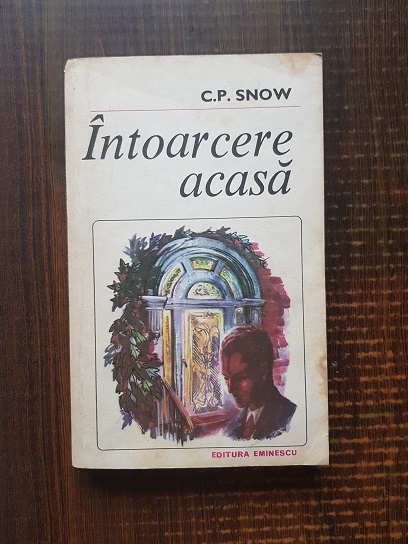 C.P. SNOW
Întoarcere
acasă
EDITURA EMINESCU